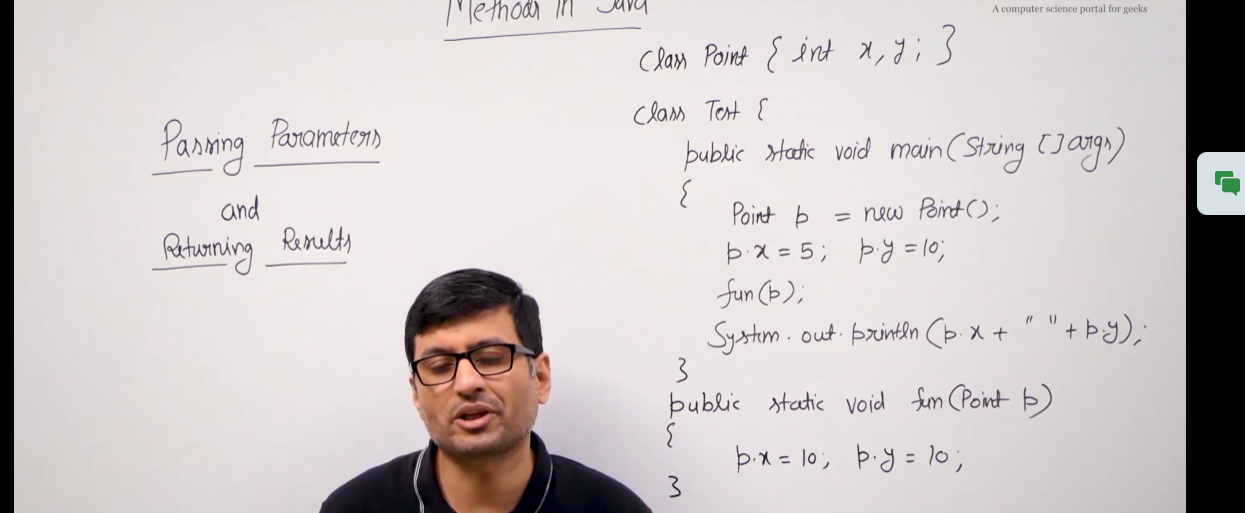 Methods in Java
A computer science portal for geeks
Passing Parameters
and
Returning Results
class Point { int x, y; }
class Test {
public static void main(String [] args)
{
Point p = new Point();
p.x = 5; p.y = 10;
fun(p);
System.out.println(p.x + " " + p.y);
}
public static void fun(Point p)
{
p.x = 10; p.y = 10;
}